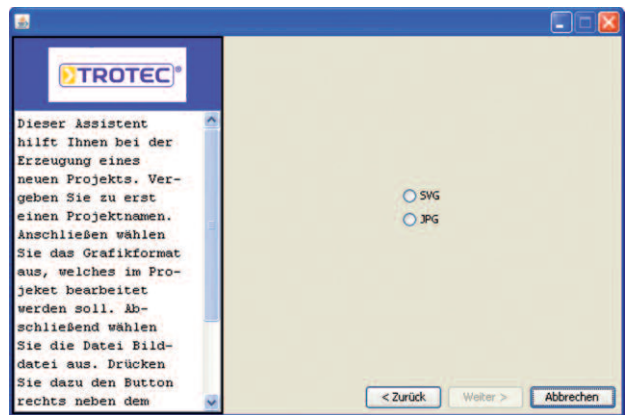 TROTEC®
Dieser Assistent
hilft Ihnen bei der
Erzeugung eines
neuen Projekts. Ver-
geben Sie zu erst
einen Projektnamen.
Anschließen wählen
Sie das Grafikformat
aus, welches im Pro-
jeket bearbeitet
werden soll. Ab-
schließend wählen
Sie die Datei Bild-
datei aus. Drücken
Sie dazu den Button
rechts neben dem
SVG
JPG
< Zurück
Weiter >
Abbrechen